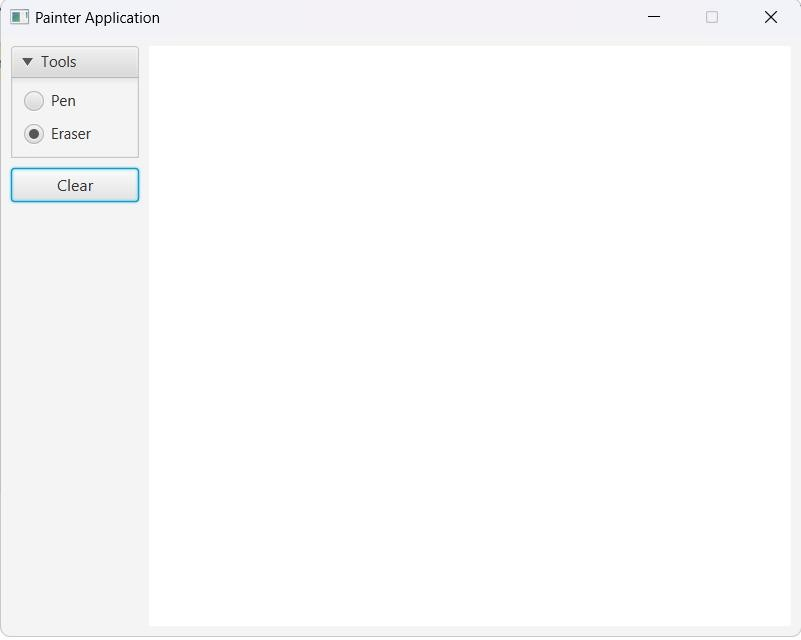 Painter Application
Tools
Pen
Eraser
Clear